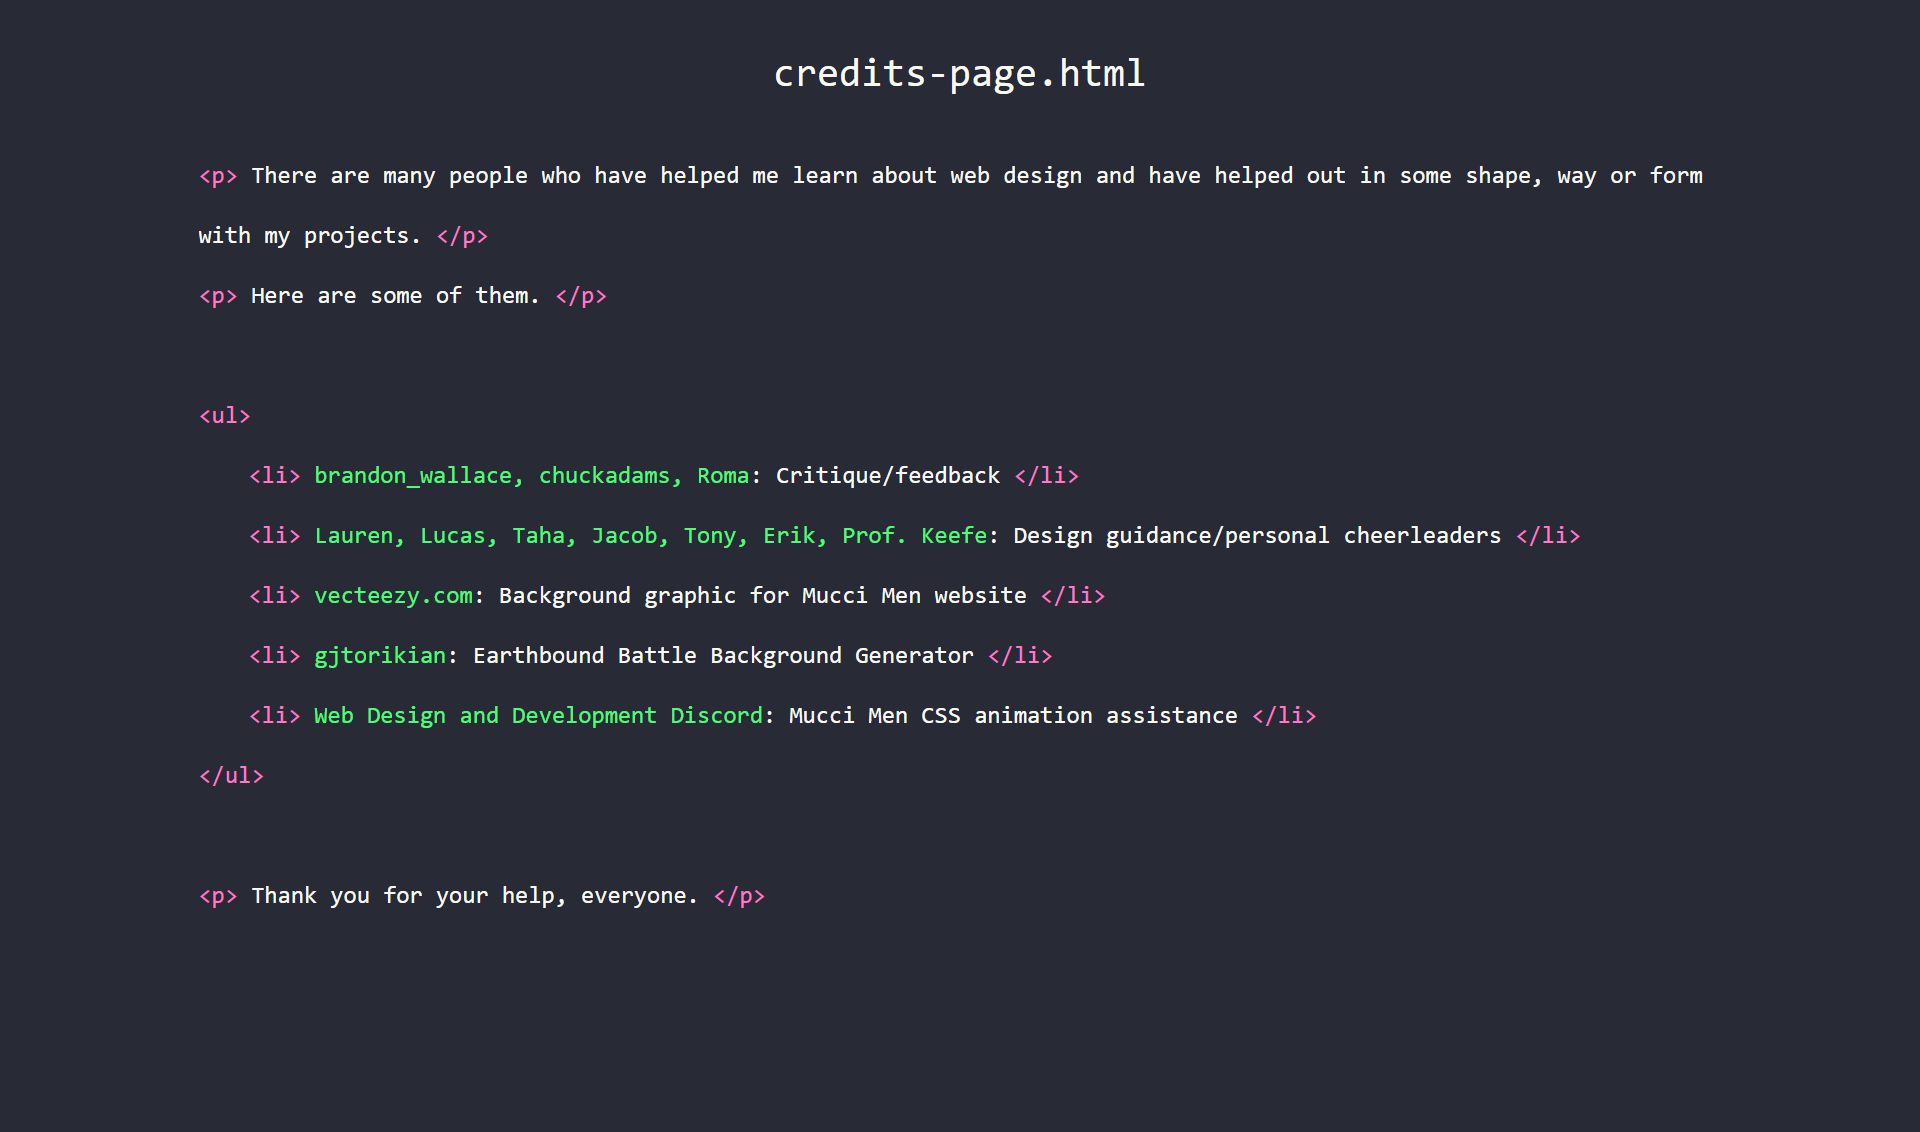 credits-page.html
<p> There are many people who have helped me learn about web design and have helped out in some shape, way or form
with my projects. </p>
<p> Here are some of them. </p>
<ul>
<li> brandon_wallace, chuckadams, Roma: Critique/feedback </li>
<li> Lauren, Lucas, Taha, Jacob, Tony, Erik, Prof. Keefe: Design guidance/personal cheerleaders </li>
<li> vecteezy.com: Background graphic for Mucci Men website </li>
<li> gjtorikian: Earthbound Battle Background Generator </li>
<li> Web Design and Development Discord: Mucci Men CSS animation assistance </li>
</ul>
<p> Thank you for your help, everyone. </p>